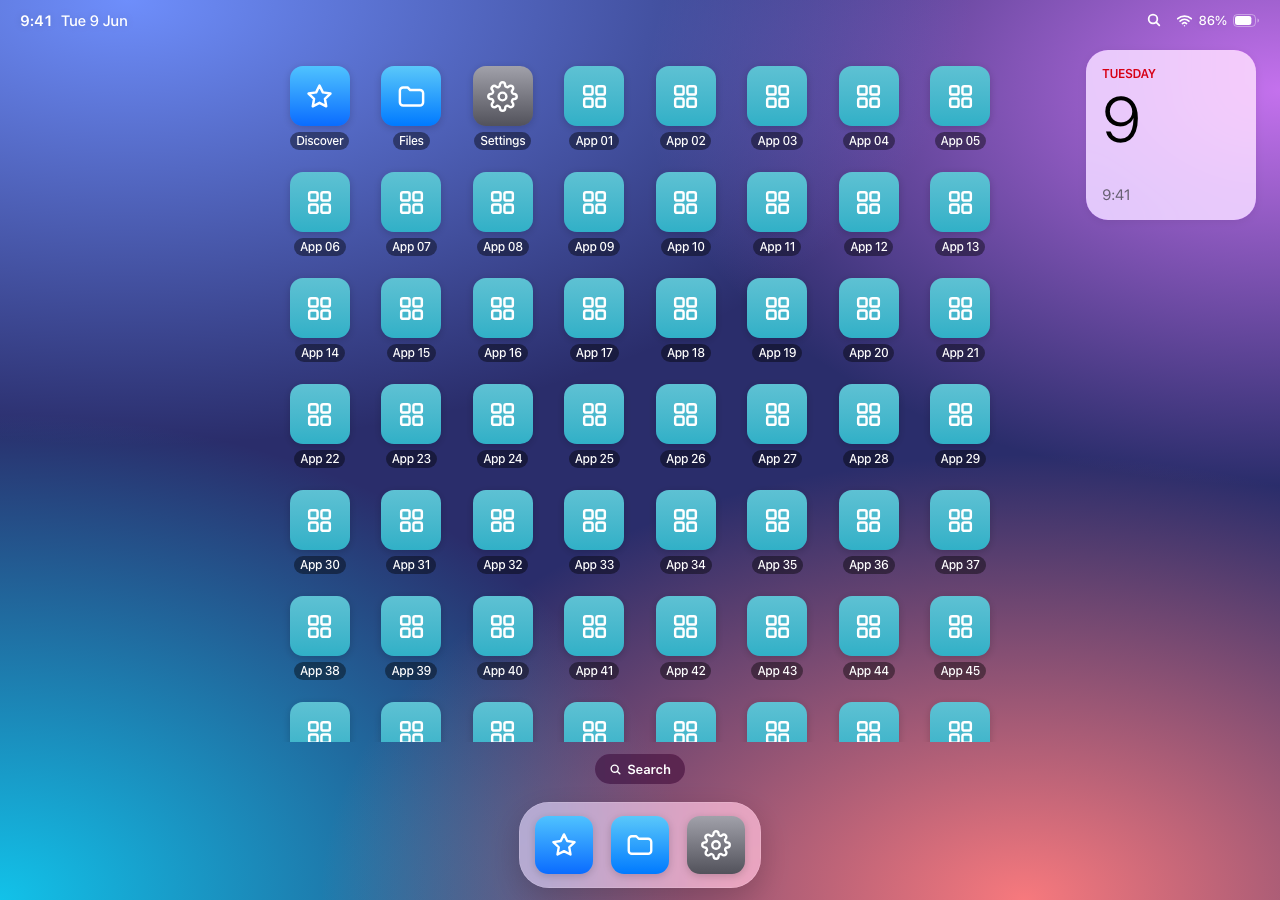 9:41 Tue 9 Jun
86%
TUESDAY
9
9:41
Discover Files Settings App 01 App 02 App 03 App 04 App 05
App 06 App 07 App 08 App 09 App 10 App 11 App 12 App 13
App 14 App 15 App 16 App 17 App 18 App 19 App 20 App 21
App 22 App 23 App 24 App 25 App 26 App 27 App 28 App 29
App 30 App 31 App 32 App 33 App 34 App 35 App 36 App 37
App 38 App 39 App 40 App 41 App 42 App 43 App 44 App 45
Search